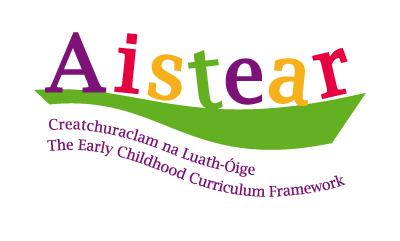 Aistear
Creatchuraclam na Luath-Óige
The Early Childhood Curriculum Framework